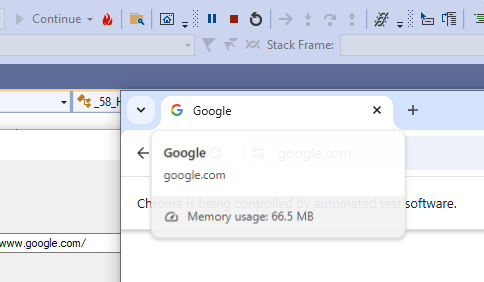 Continue
Stack Frame:
_58_H
Google
Google
google.com
google.com
Chrome is being controlled by automated test software.
Memory usage: 66.5 MB
www.google.com/